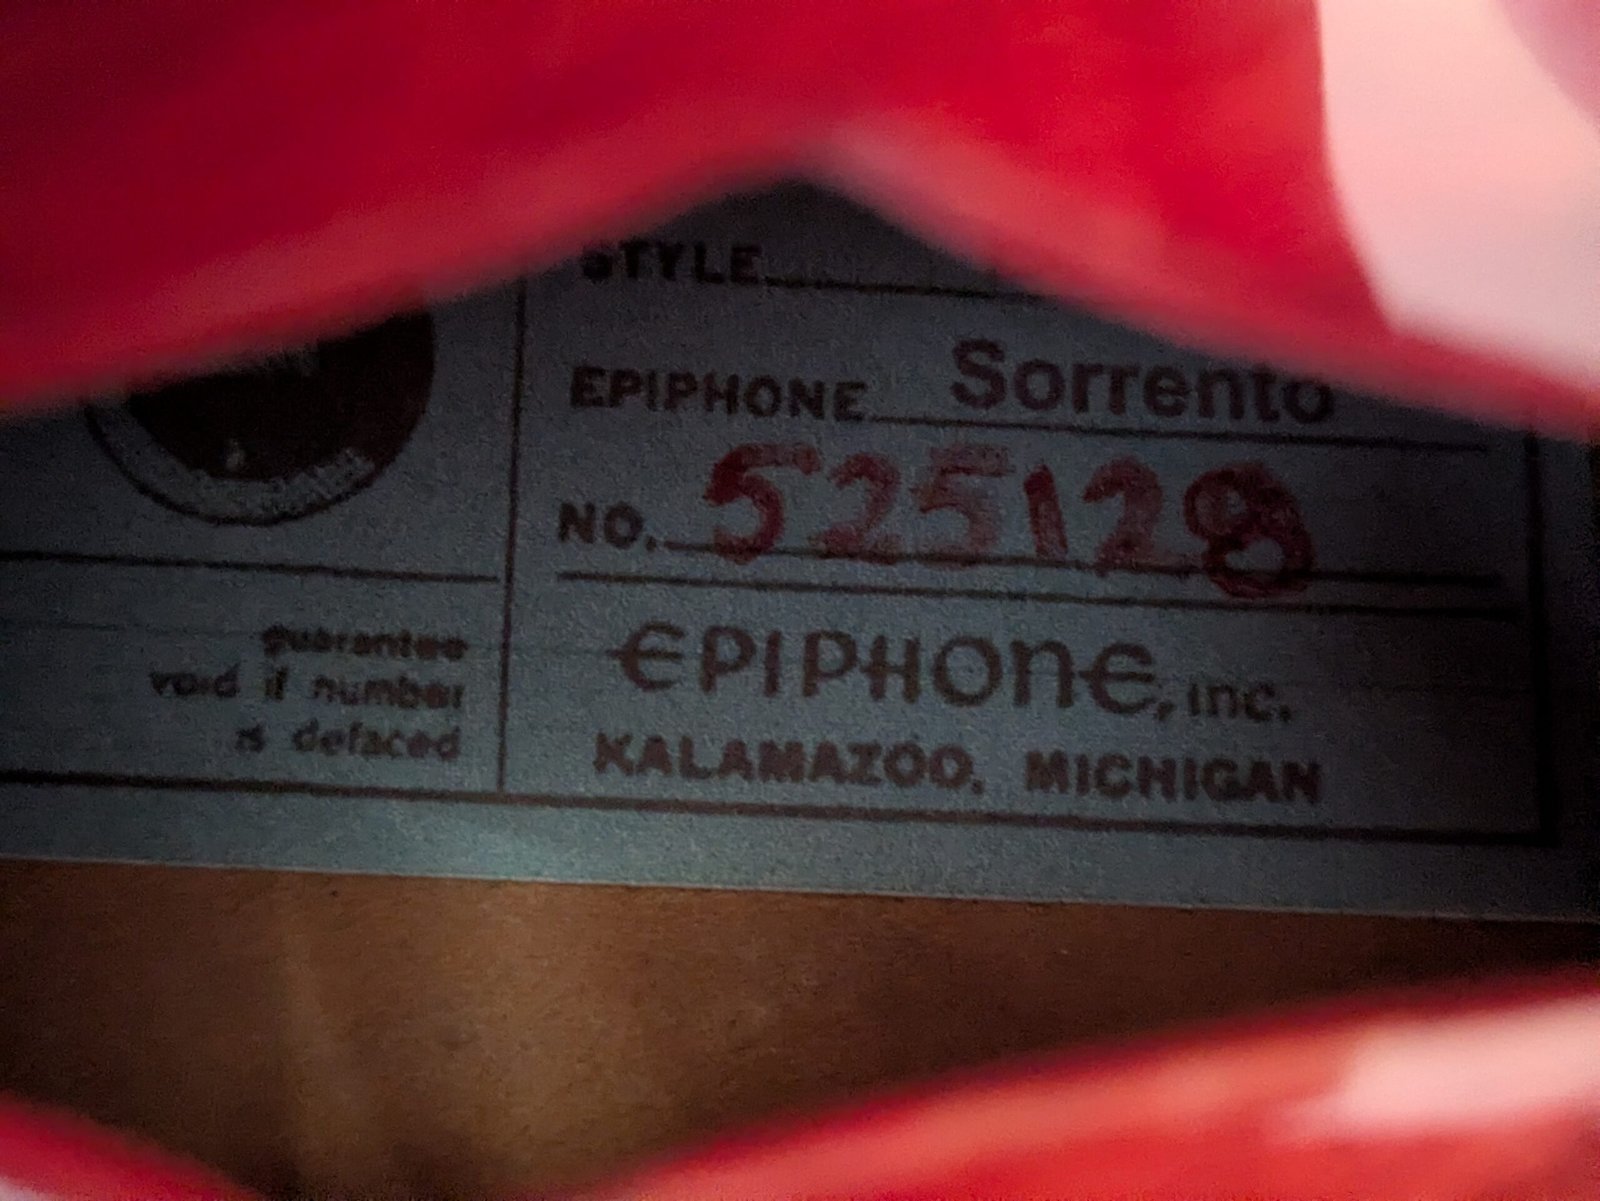 STYLE
EPIPHONE Sorrento
NO. 525128
guarantee
void if number
is defaced
EPIPHONE, inc.
KALAMAZOO, MICHIGAN